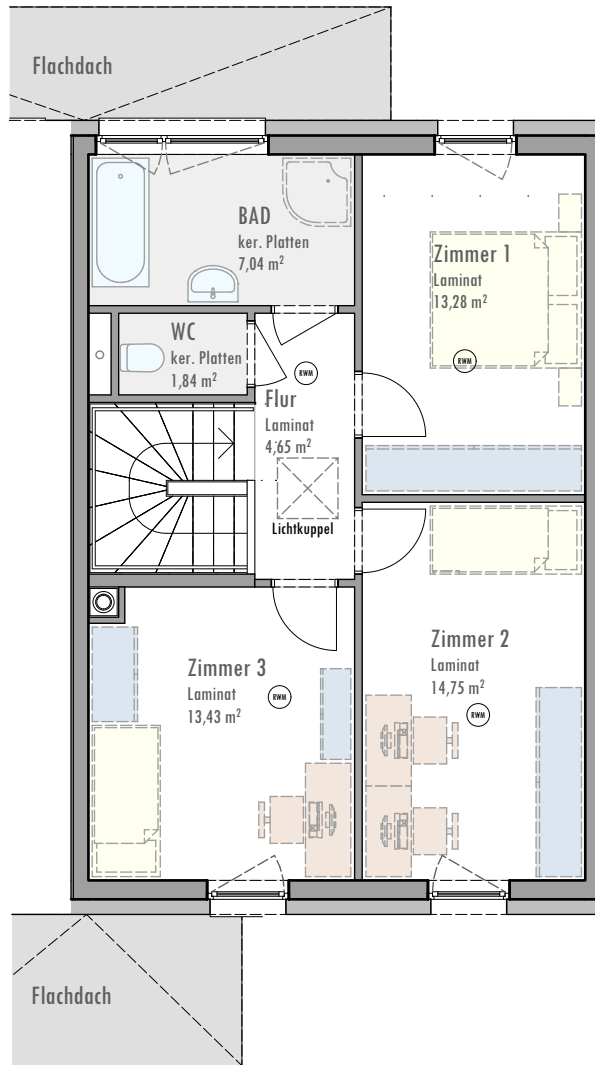 Flachdach
BAD
ker. Platten
7,04 m²
Zimmer 1
Laminat
13,28 m²
RWM
WC
ker. Platten
1,84 m²
RWM
Flur
Laminat
4,65 m²
Lichtkuppel
Zimmer 2
Laminat
14,75 m²
RWM
Zimmer 3
Laminat
13,43 m²
RWM
Flachdach